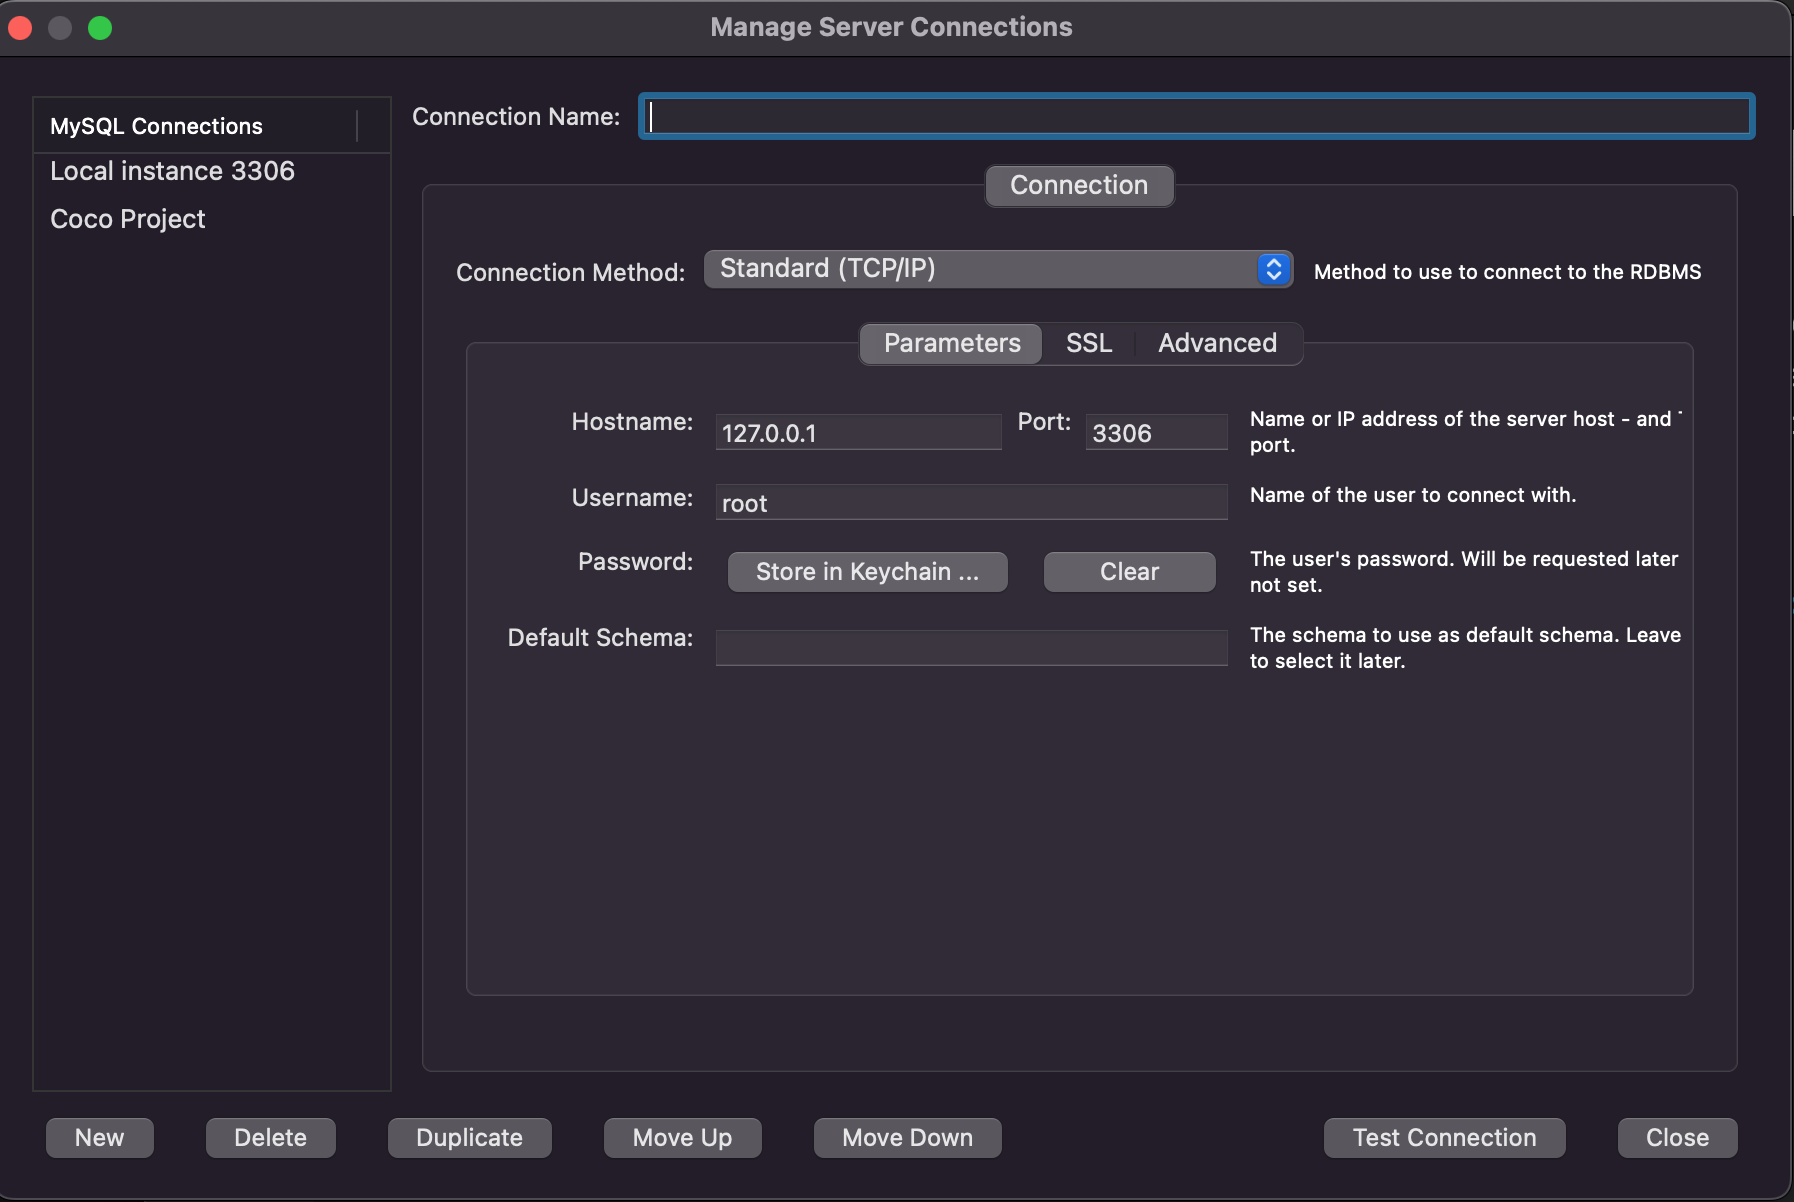 Manage Server Connections
MySQL Connections
Local instance 3306
Coco Project
Connection Name:
Connection
Connection Method: Standard (TCP/IP) Method to use to connect to the RDBMS
Parameters SSL Advanced
Hostname: 127.0.0.1 Port: 3306 Name or IP address of the server host - and
port.
Username: root Name of the user to connect with.
Password: Store in Keychain ... Clear The user's password. Will be requested later
not set.
Default Schema: The schema to use as default schema. Leave
to select it later.
New Delete Duplicate Move Up Move Down Test Connection Close